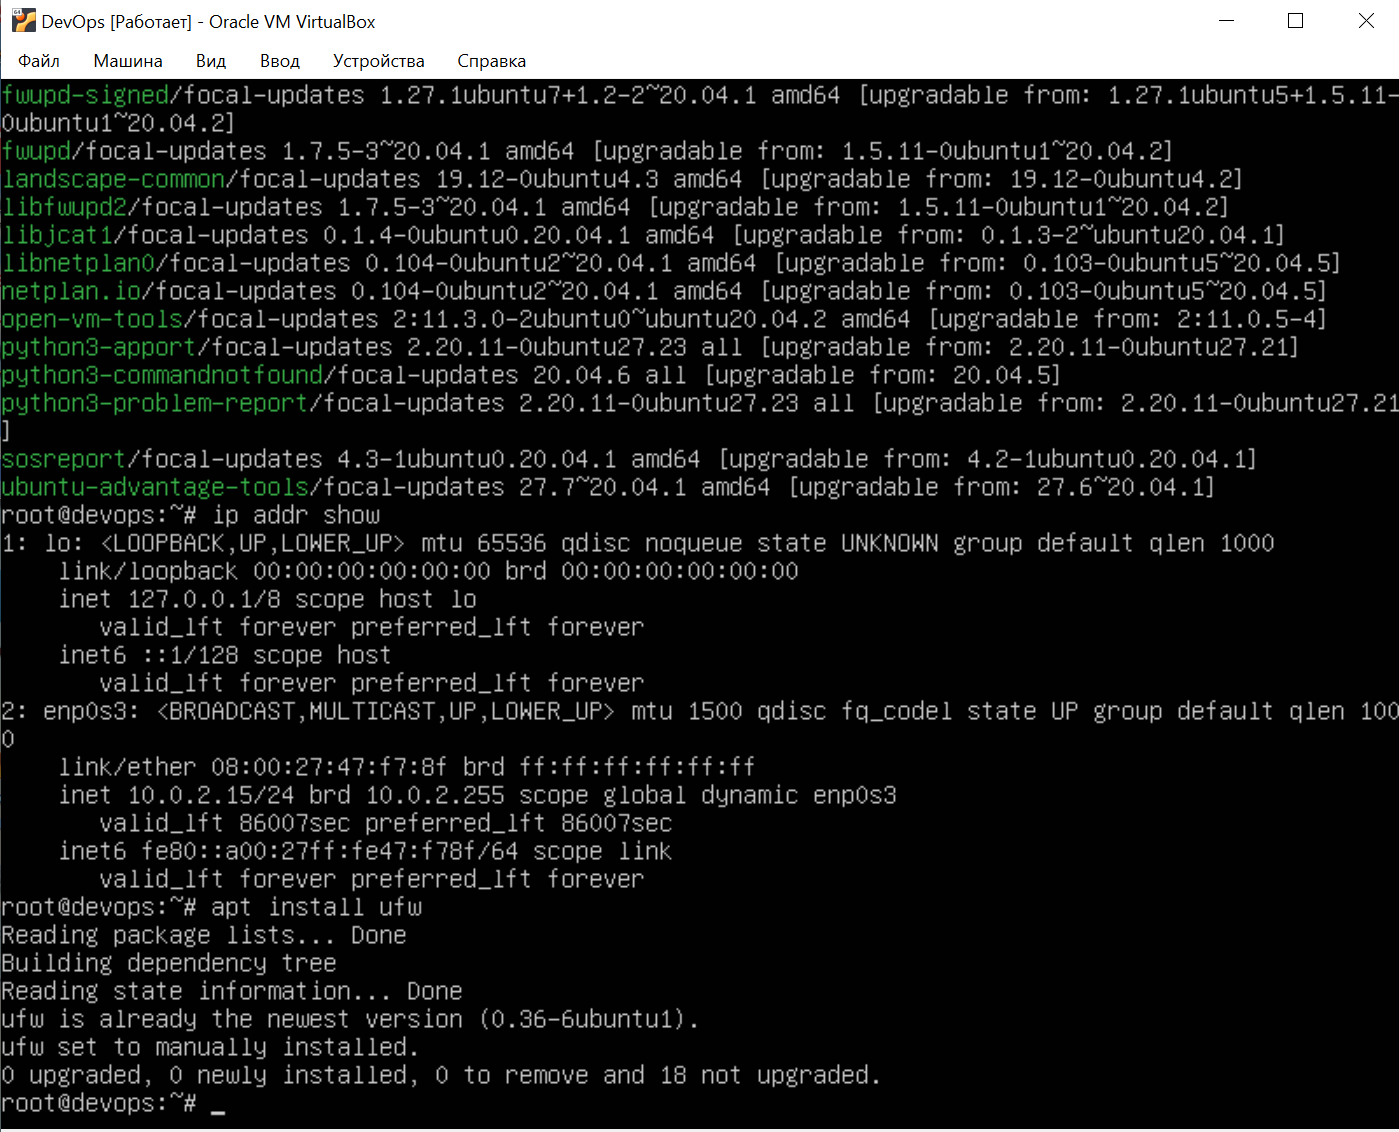 DevOps [Работает] - Oracle VM VirtualBox
Файл Машина Вид Ввод Устройства Справка
fwupd-signed/focal-updates 1.27.1ubuntu7+1.2-2~20.04.1 amd64 [upgradable from: 1.27.1ubuntu5+1.5.11-
0ubuntu1~20.04.2]
fwupd/focal-updates 1.7.5-3~20.04.1 amd64 [upgradable from: 1.5.11-0ubuntu1~20.04.2]
landscape-common/focal-updates 19.12-0ubuntu4.3 amd64 [upgradable from: 19.12-0ubuntu4.2]
libfwupd2/focal-updates 1.7.5-3~20.04.1 amd64 [upgradable from: 1.5.11-0ubuntu1~20.04.2]
libjcat1/focal-updates 0.1.4-0ubuntu0.20.04.1 amd64 [upgradable from: 0.1.3-2~ubuntu20.04.1]
libnetplan0/focal-updates 0.104-0ubuntu2~20.04.1 amd64 [upgradable from: 0.103-0ubuntu5~20.04.5]
netplan.io/focal-updates 0.104-0ubuntu2~20.04.1 amd64 [upgradable from: 0.103-0ubuntu5~20.04.5]
open-vm-tools/focal-updates 2:11.3.0-2ubuntu0~ubuntu20.04.2 amd64 [upgradable from: 2:11.0.5-4]
python3-apport/focal-updates 2.20.11-0ubuntu27.23 all [upgradable from: 2.20.11-0ubuntu27.21]
python3-commandnotfound/focal-updates 20.04.6 all [upgradable from: 20.04.5]
python3-problem-report/focal-updates 2.20.11-0ubuntu27.23 all [upgradable from: 2.20.11-0ubuntu27.21
]
sosreport/focal-updates 4.3-1ubuntu0.20.04.1 amd64 [upgradable from: 4.2-1ubuntu0.20.04.1]
ubuntu-advantage-tools/focal-updates 27.7~20.04.1 amd64 [upgradable from: 27.6~20.04.1]
root@devops:~# ip addr show
1: lo: <LOOPBACK,UP,LOWER_UP> mtu 65536 qdisc noqueue state UNKNOWN group default qlen 1000
    link/loopback 00:00:00:00:00:00 brd 00:00:00:00:00:00
    inet 127.0.0.1/8 scope host lo
       valid_lft forever preferred_lft forever
    inet6 ::1/128 scope host
       valid_lft forever preferred_lft forever
2: enp0s3: <BROADCAST,MULTICAST,UP,LOWER_UP> mtu 1500 qdisc fq_codel state UP group default qlen 100
0
    link/ether 08:00:27:47:f7:8f brd ff:ff:ff:ff:ff:ff
    inet 10.0.2.15/24 brd 10.0.2.255 scope global dynamic enp0s3
       valid_lft 86007sec preferred_lft 86007sec
    inet6 fe80::a00:27ff:fe47:f78f/64 scope link
       valid_lft forever preferred_lft forever
root@devops:~# apt install ufw
Reading package lists... Done
Building dependency tree
Reading state information... Done
ufw is already the newest version (0.36-6ubuntu1).
ufw set to manually installed.
0 upgraded, 0 newly installed, 0 to remove and 18 not upgraded.
root@devops:~# _